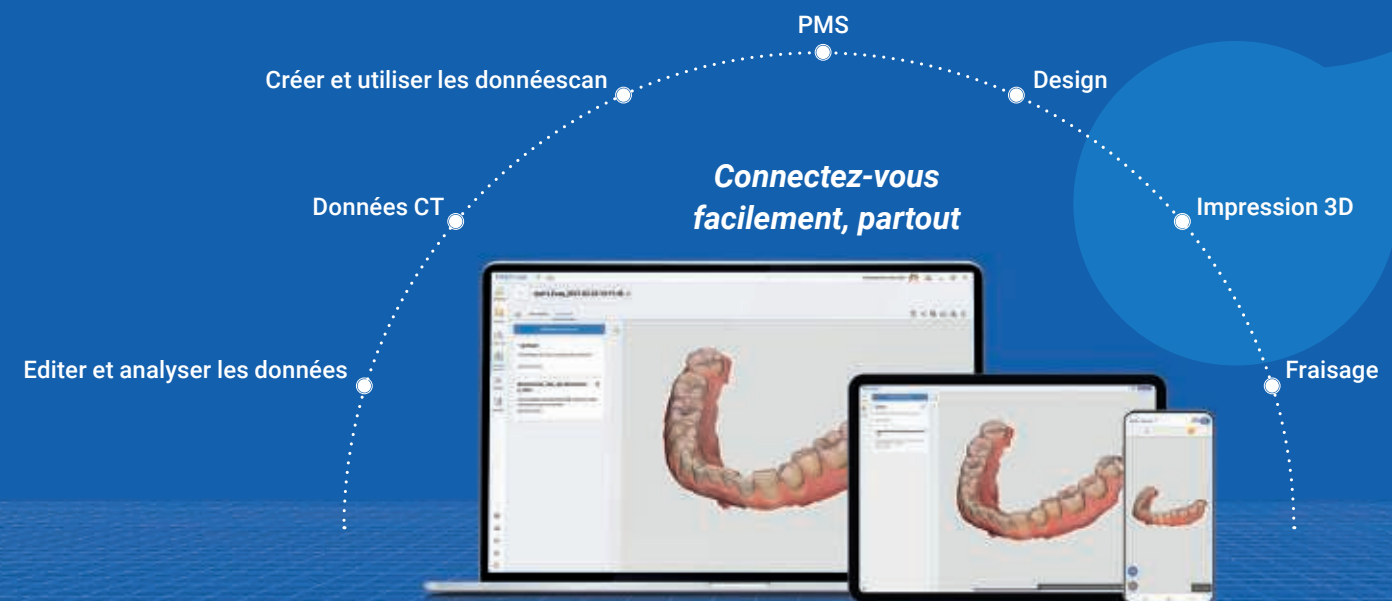 PMS
Créer et utiliser les donnéescan
Design
Connectez-vous
facilement, partout
Données CT
Impression 3D
Editer et analyser les données
Fraisage